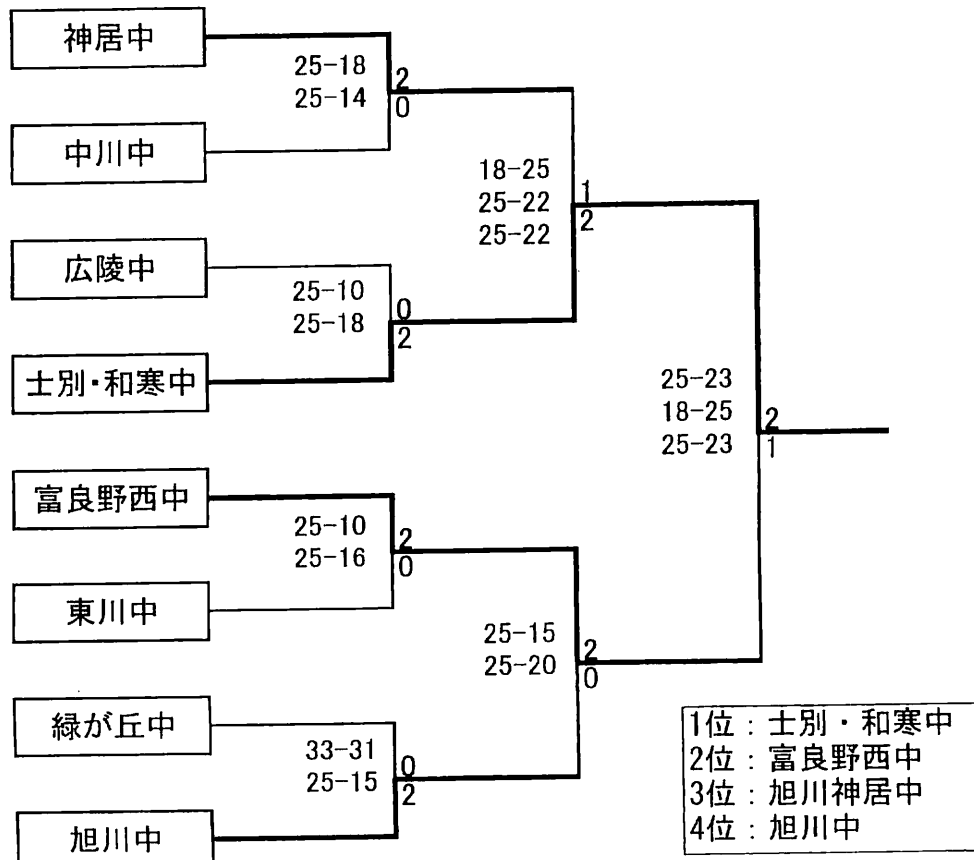 神居中
25-18
25-14
2
0
中川中
18-25
25-22
25-22
1
2
広陵中
25-10
25-18
0
2
士別・和寒中
25-23
18-25
25-23
2
1
富良野西中
25-10
25-16
2
0
東川中
25-15
25-20
2
0
緑が丘中
33-31
25-15
0
2
旭川中
1位：士別・和寒中
2位：富良野西中
3位：旭川神居中
4位：旭川中